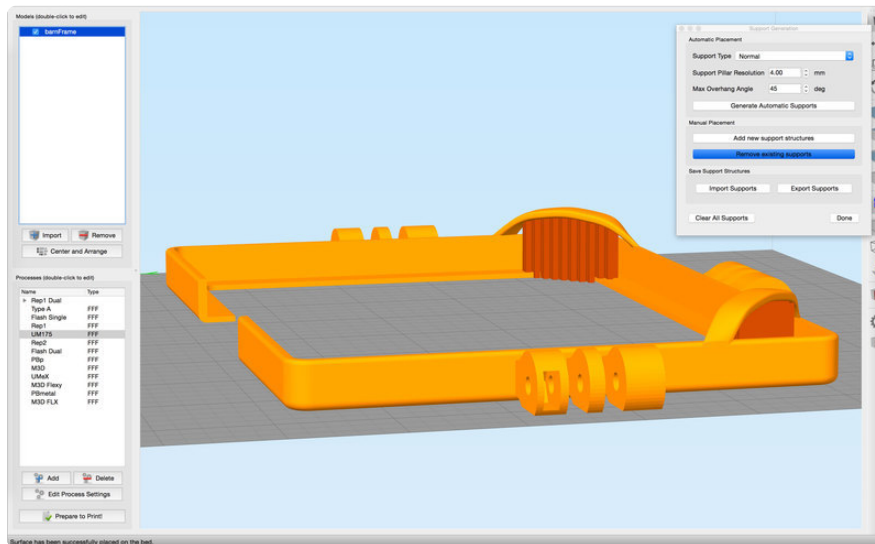 Models (double-click to edit)
barnFrame
Import
Remove
Center and Arrange
Processes (double-click to edit)
Name Type
Rep1 Dual
Type A FFF
Flash Single FFF
Rep1 FFF
UM175 FFF
Rep2 FFF
Flash Dual FFF
PBp FFF
M3D FFF
UMeX FFF
M3D Flexy FFF
PBmetal FFF
M3D FLX FFF
Add
Delete
Edit Process Settings
Prepare to Print!
Surface has been successfully placed on the bed.
Support Generation
Automatic Placement
Support Type Normal
Support Pillar Resolution 4.00 mm
Max Overhang Angle 45 deg
Generate Automatic Supports
Manual Placement
Add new support structures
Remove existing supports
Save Support Structures
Import Supports
Export Supports
Clear All Supports
Done